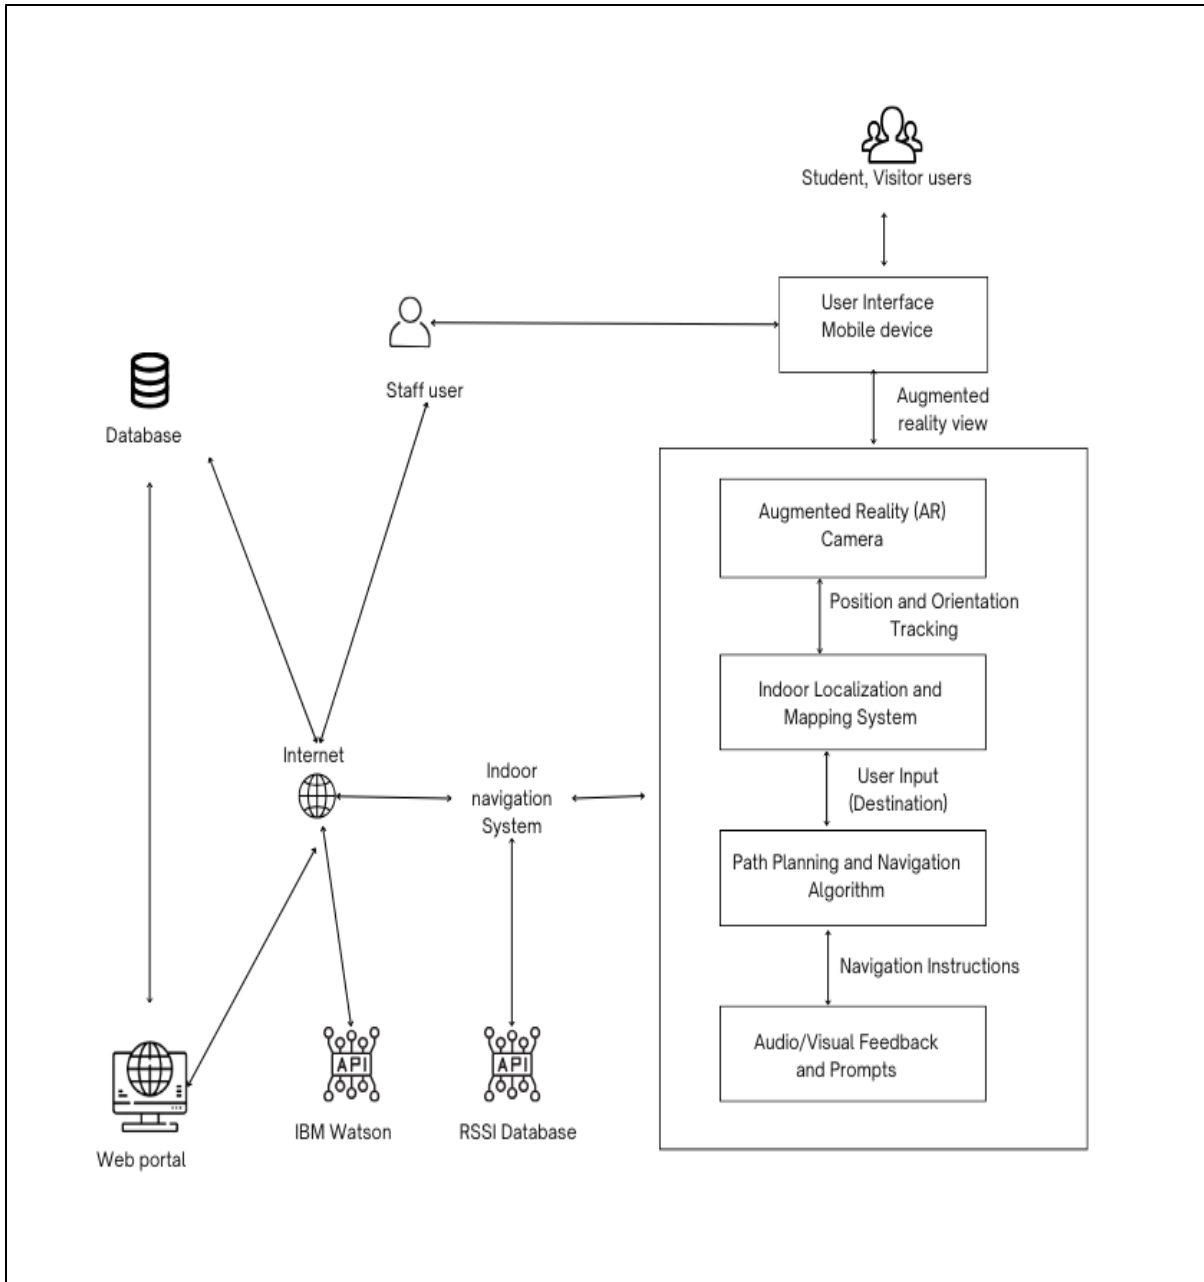 Student, Visitor users
User Interface
Mobile device
Staff user
Database
Augmented
reality view
Augmented Reality (AR)
Camera
Position and Orientation
Tracking
Indoor Localization and
Mapping System
Internet
Indoor
navigation
System
User Input
(Destination)
Path Planning and Navigation
Algorithm
Navigation Instructions
Audio/Visual Feedback
and Prompts
API
API
IBM Watson
RSSI Database
Web portal